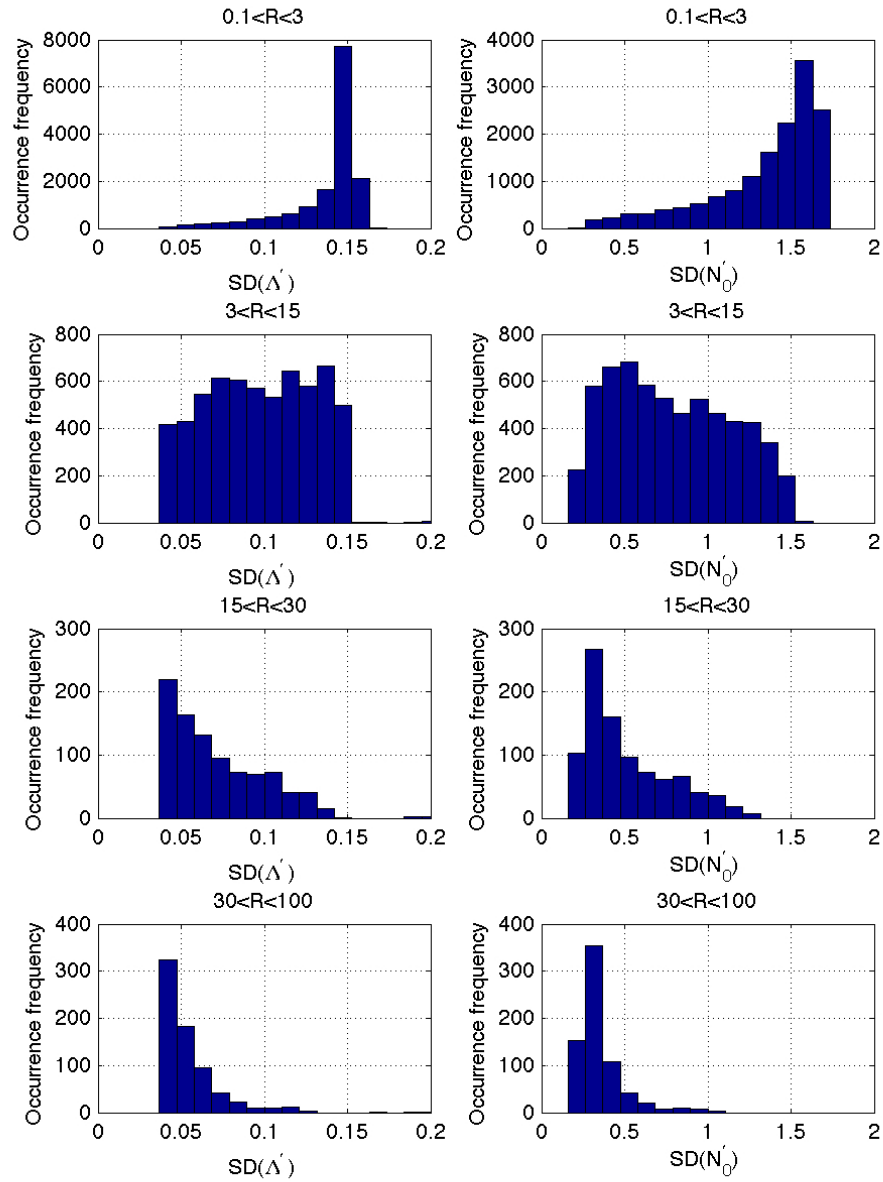 0.1<R<3
Occurrence frequency
8000
6000
4000
2000
0
0 0.05 0.1 0.15 0.2
SD(Λ′)
0.1<R<3
Occurrence frequency
4000
3000
2000
1000
0
0 0.5 1 1.5 2
SD(N′0)
3<R<15
Occurrence frequency
800
600
400
200
0
0 0.05 0.1 0.15 0.2
SD(Λ′)
3<R<15
Occurrence frequency
800
600
400
200
0
0 0.5 1 1.5 2
SD(N′0)
15<R<30
Occurrence frequency
300
200
100
0
0 0.05 0.1 0.15 0.2
SD(Λ′)
15<R<30
Occurrence frequency
300
200
100
0
0 0.5 1 1.5 2
SD(N′0)
30<R<100
Occurrence frequency
400
300
200
100
0
0 0.05 0.1 0.15 0.2
SD(Λ′)
30<R<100
Occurrence frequency
400
300
200
100
0
0 0.5 1 1.5 2
SD(N′0)